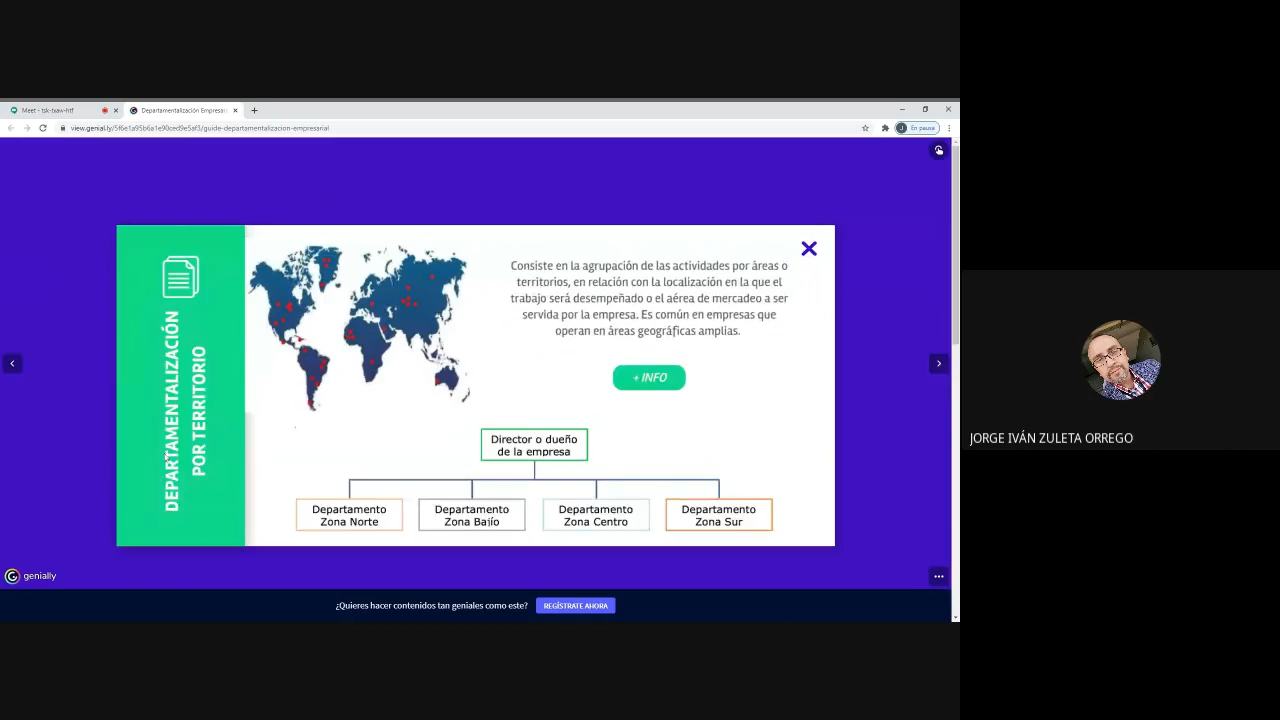 Meet - tsk-txaw-htf
Departamentalización Empresari
view.genial.ly/5f6e1a95b6a1e90ced9e5af3/guide-departamentalizacion-empresarial
J En pausa
DEPARTAMENTALIZACIÓN
POR TERRITORIO
Consiste en la agrupación de las actividades por áreas o
territorios, en relación con la localización en la que el
trabajo será desempeñado o el aérea de mercadeo a ser
servida por la empresa. Es común en empresas que
operan en áreas geográficas amplias.
+ INFO
Director o dueño
de la empresa
Departamento
Zona Norte
Departamento
Zona Bajío
Departamento
Zona Centro
Departamento
Zona Sur
genially
¿Quieres hacer contenidos tan geniales como este?
REGÍSTRATE AHORA
JORGE IVÁN ZULETA ORREGO